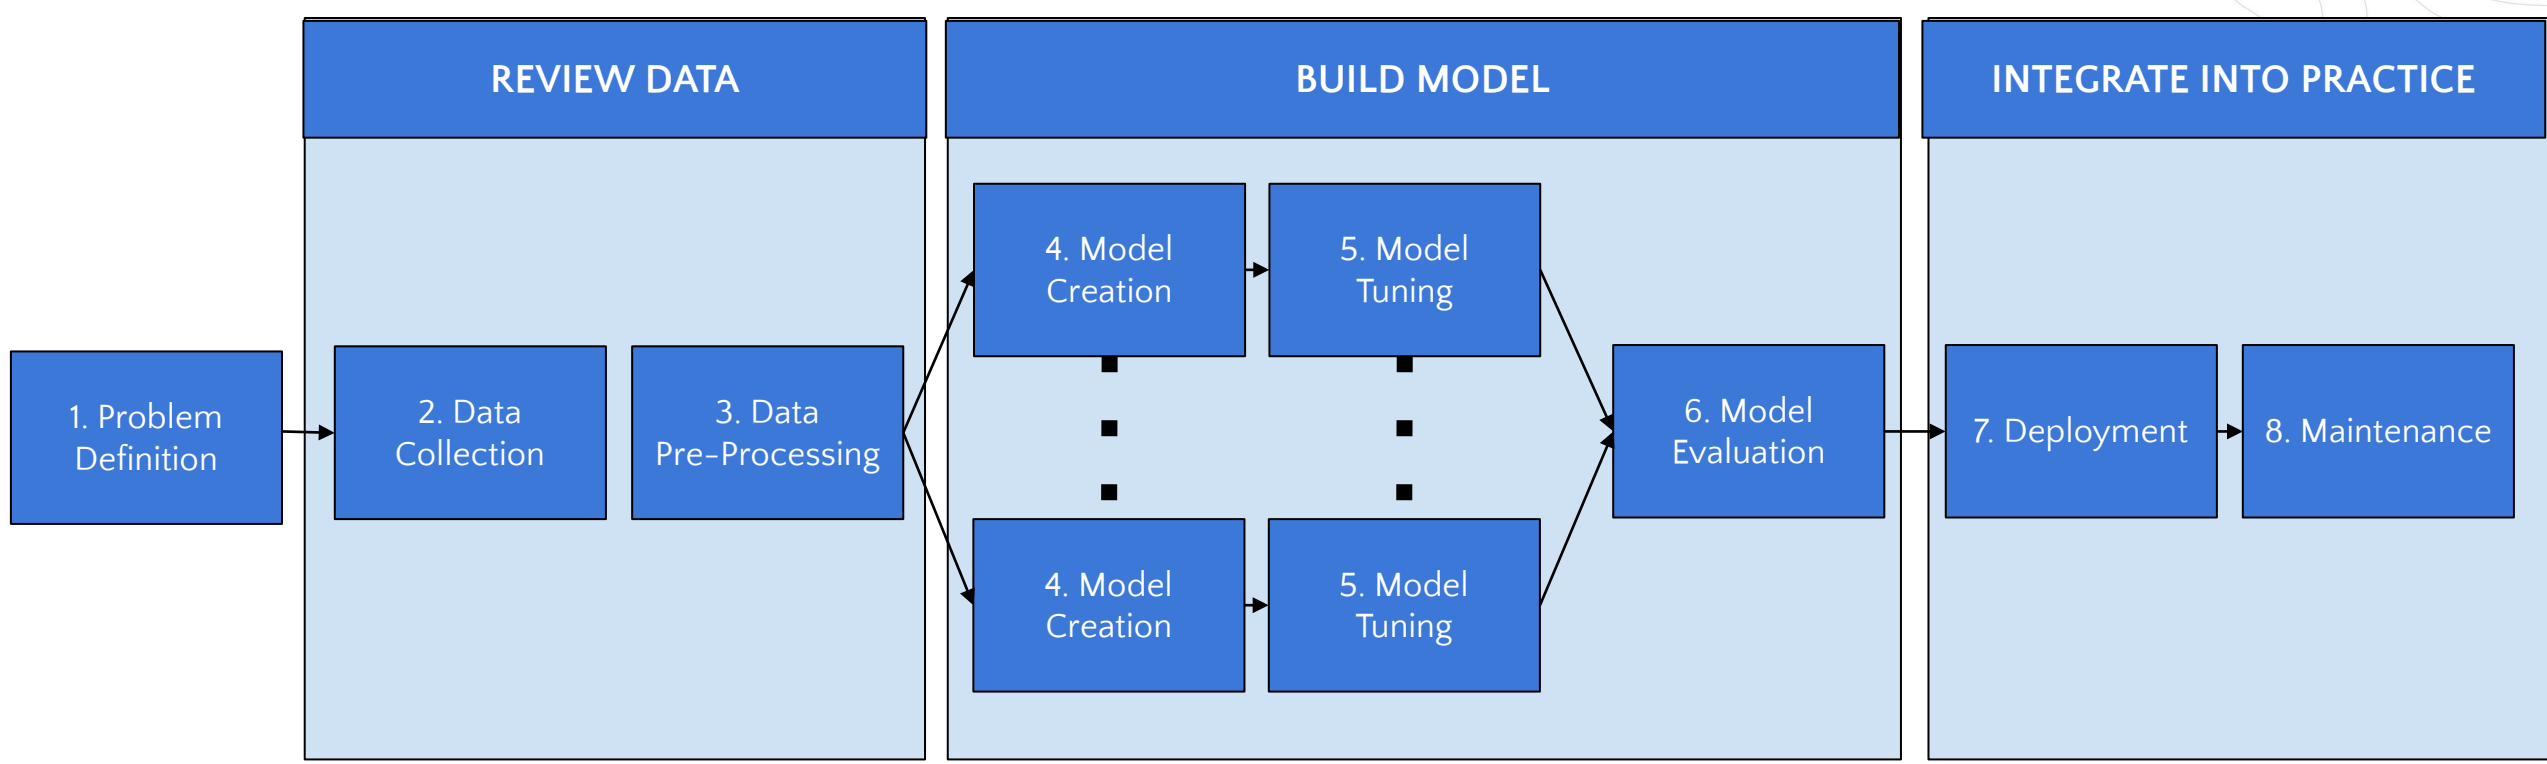 REVIEW DATA
BUILD MODEL
INTEGRATE INTO PRACTICE
1. Problem
Definition
2. Data
Collection
3. Data
Pre-Processing
4. Model
Creation
5. Model
Tuning
4. Model
Creation
5. Model
Tuning
6. Model
Evaluation
7. Deployment
8. Maintenance